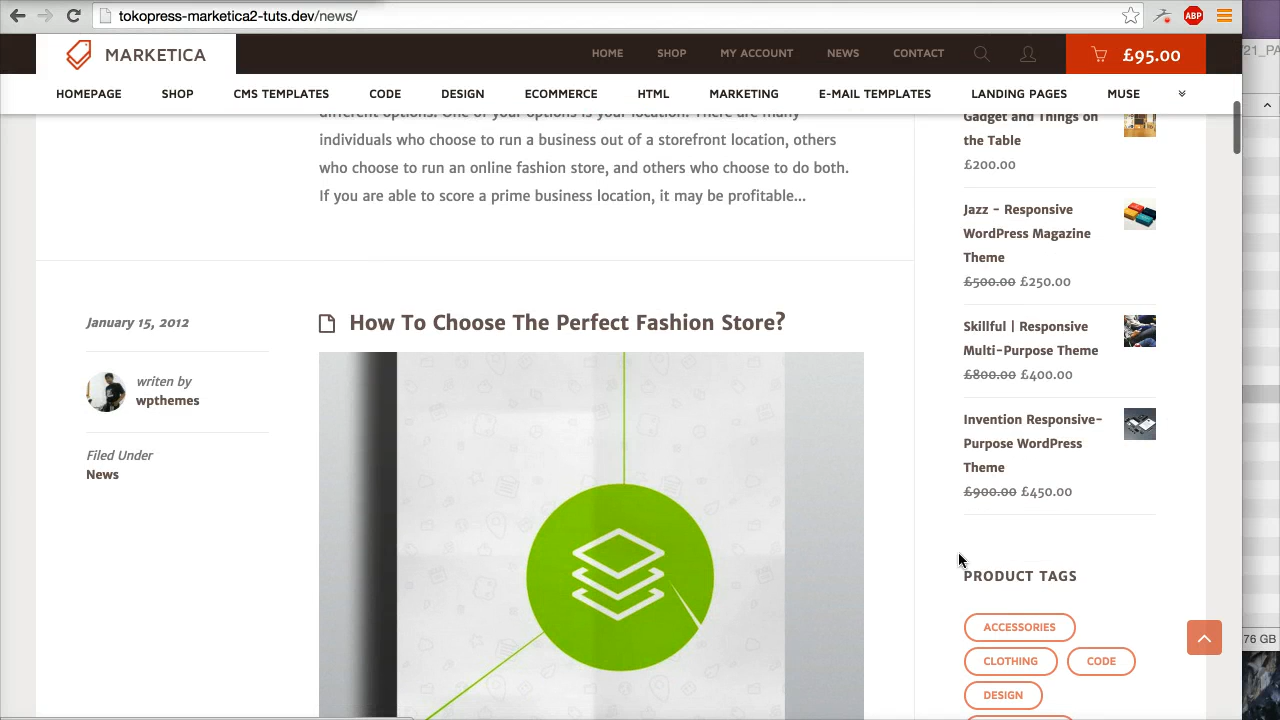 tokopress-marketica2-tuts.dev/news/
ABP
MARKETICA
HOME SHOP MY ACCOUNT NEWS CONTACT
£95.00
HOMEPAGE SHOP CMS TEMPLATES CODE DESIGN ECOMMERCE HTML MARKETING E-MAIL TEMPLATES LANDING PAGES MUSE
different options. One of your options is your location. There are many
individuals who choose to run a business out of a storefront location, others
who choose to run an online fashion store, and others who choose to do both.
If you are able to score a prime business location, it may be profitable...
January 15, 2012
writen by
wpthemes
Filed Under
News
How To Choose The Perfect Fashion Store?
Gadget and Things on
the Table
£200.00
Jazz - Responsive
WordPress Magazine
Theme
£500.00 £250.00
Skillful | Responsive
Multi-Purpose Theme
£800.00 £400.00
Invention Responsive-
Purpose WordPress
Theme
£900.00 £450.00
PRODUCT TAGS
ACCESSORIES
CLOTHING CODE
DESIGN
76 GB